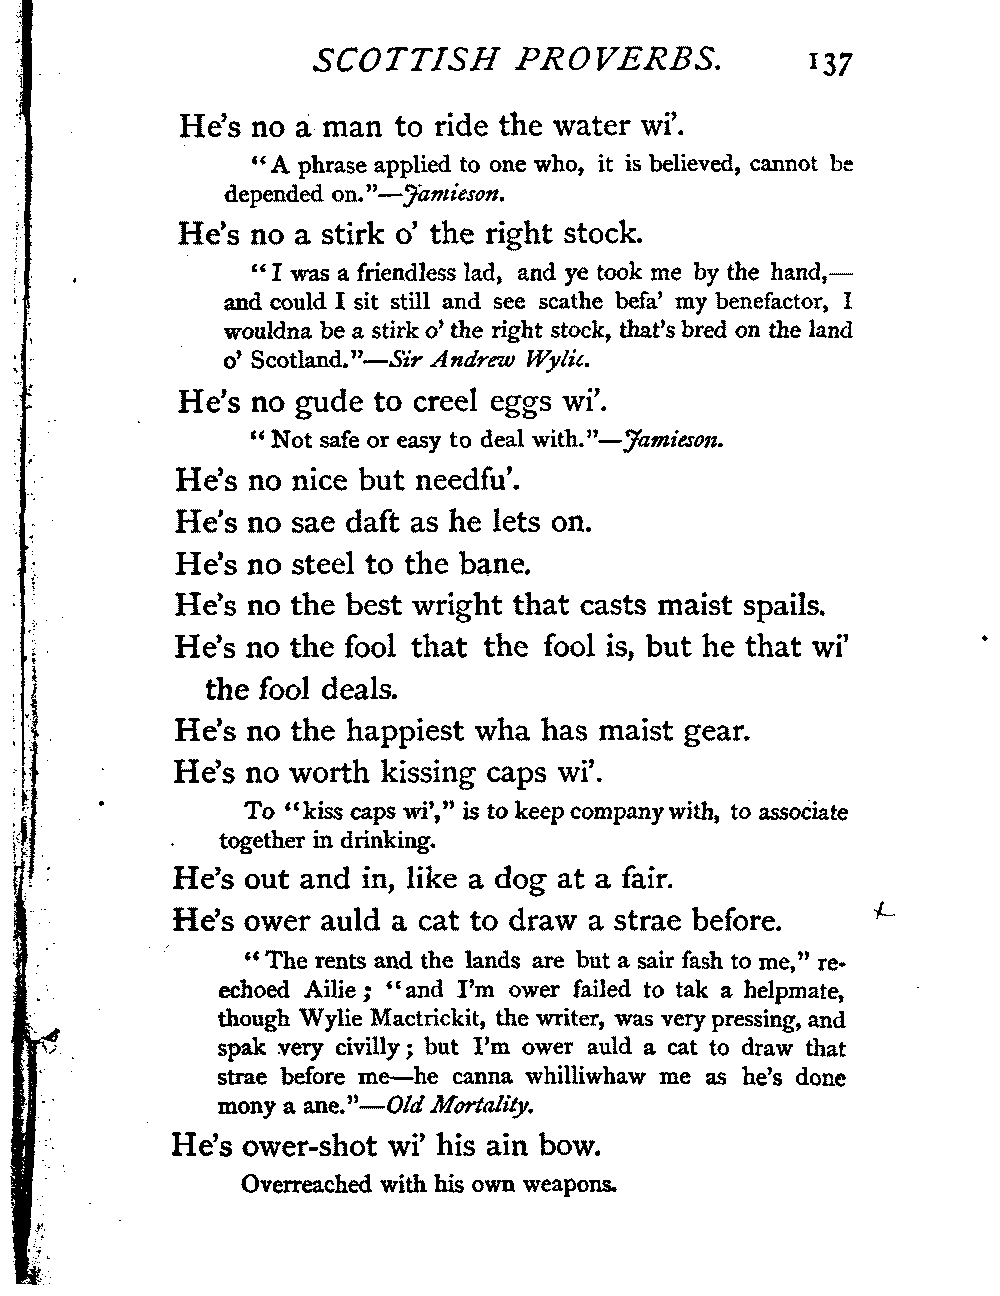 SCOTTISH PROVERBS. 137
He's no a man to ride the water wi'.
"A phrase applied to one who, it is believed, cannot be
depended on."—Jamieson.
He's no a stirk o' the right stock.
"I was a friendless lad, and ye took me by the hand,—
and could I sit still and see scathe befa' my benefactor, I
wouldna be a stirk o' the right stock, that's bred on the land
o' Scotland."—Sir Andrew Wylie.
He's no gude to creel eggs wi'.
"Not safe or easy to deal with."—Jamieson.
He's no nice but needfu'.
He's no sae daft as he lets on.
He's no steel to the bane.
He's no the best wright that casts maist spails.
He's no the fool that the fool is, but he that wi'
the fool deals.
He's no the happiest wha has maist gear.
He's no worth kissing caps wi'.
To "kiss caps wi'," is to keep company with, to associate
together in drinking.
He's out and in, like a dog at a fair.
He's ower auld a cat to draw a strae before.
"The rents and the lands are but a sair fash to me," re-
echoed Ailie; "and I'm ower failed to tak a helpmate,
though Wylie Mactrickit, the writer, was very pressing, and
spak very civilly; but I'm ower auld a cat to draw that
strae before me—he canna whilliwhaw me as he's done
mony a ane."—Old Mortality.
He's ower-shot wi' his ain bow.
Overreached with his own weapons.